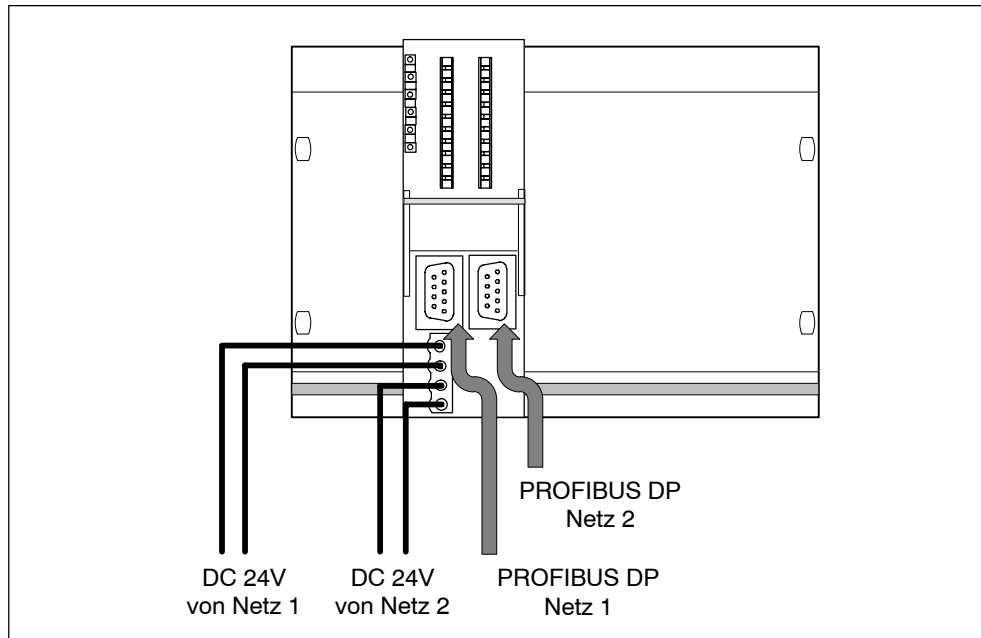 PROFIBUS DP
Netz 2
DC 24V
von Netz 1
DC 24V
von Netz 2
PROFIBUS DP
Netz 1